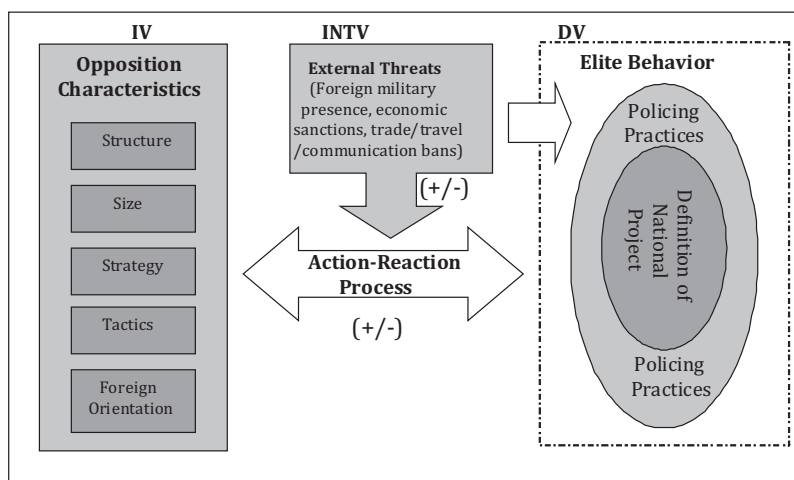 IV
Opposition
Characteristics
Structure
Size
Strategy
Tactics
Foreign
Orientation
INTV
External Threats
(Foreign military
presence, economic
sanctions, trade/travel
/communication bans)
(+/-)
Action-Reaction
Process
(+/-)
DV
Elite Behavior
Policing
Practices
Definition of
National
Project
Policing
Practices